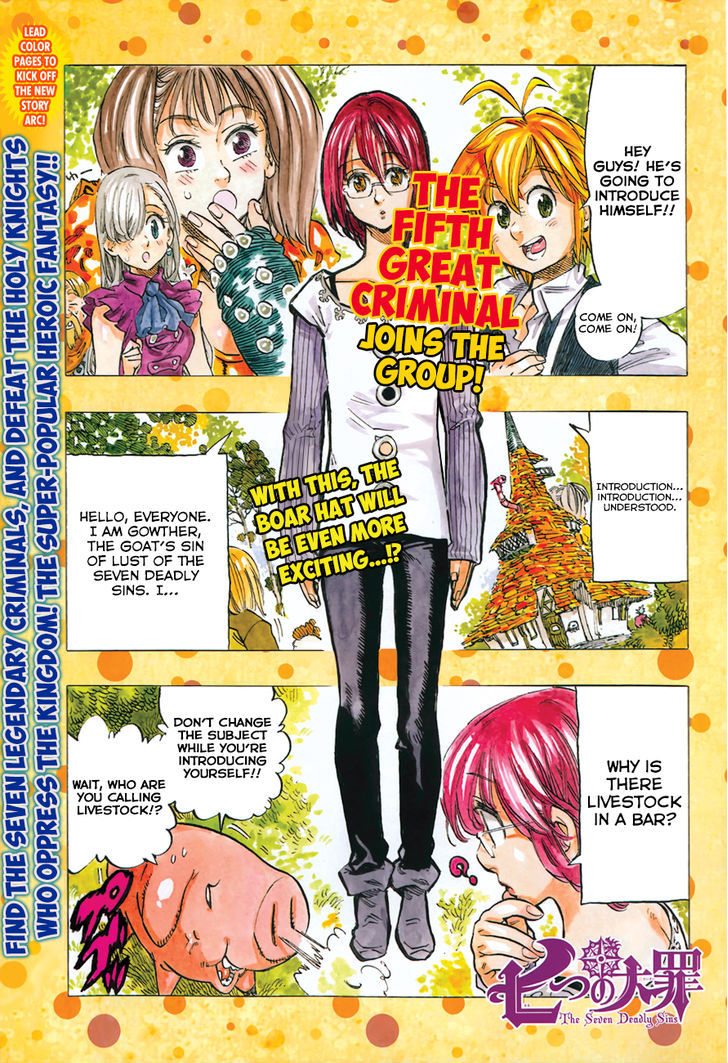 LEAD
COLOR
PAGES TO
KICK OFF
THE NEW
STORY
ARC!
FIND THE SEVEN LEGENDARY CRIMINALS, AND DEFEAT THE HOLY KNIGHTS
WHO OPPRESS THE KINGDOM! THE SUPER-POPULAR HEROIC FANTASY!!
HEY
GUYS! HE'S
GOING TO
INTRODUCE
HIMSELF!!
COME ON,
COME ON!
THE
FIFTH
GREAT
CRIMINAL
JOINS THE
GROUP!
INTRODUCTION...
INTRODUCTION...
UNDERSTOOD.
WITH THIS, THE
BOAR HAT WILL
BE EVEN MORE
EXCITING...!?
HELLO, EVERYONE.
I AM GOWTHER,
THE GOAT'S SIN
OF LUST OF THE
SEVEN DEADLY
SINS. I...
WHY IS
THERE
LIVESTOCK
IN A BAR?
DON'T CHANGE
THE SUBJECT
WHILE YOU'RE
INTRODUCING
YOURSELF!!
WAIT, WHO ARE
YOU CALLING
LIVESTOCK!?
?
七つの大罪
The Seven Deadly Sins